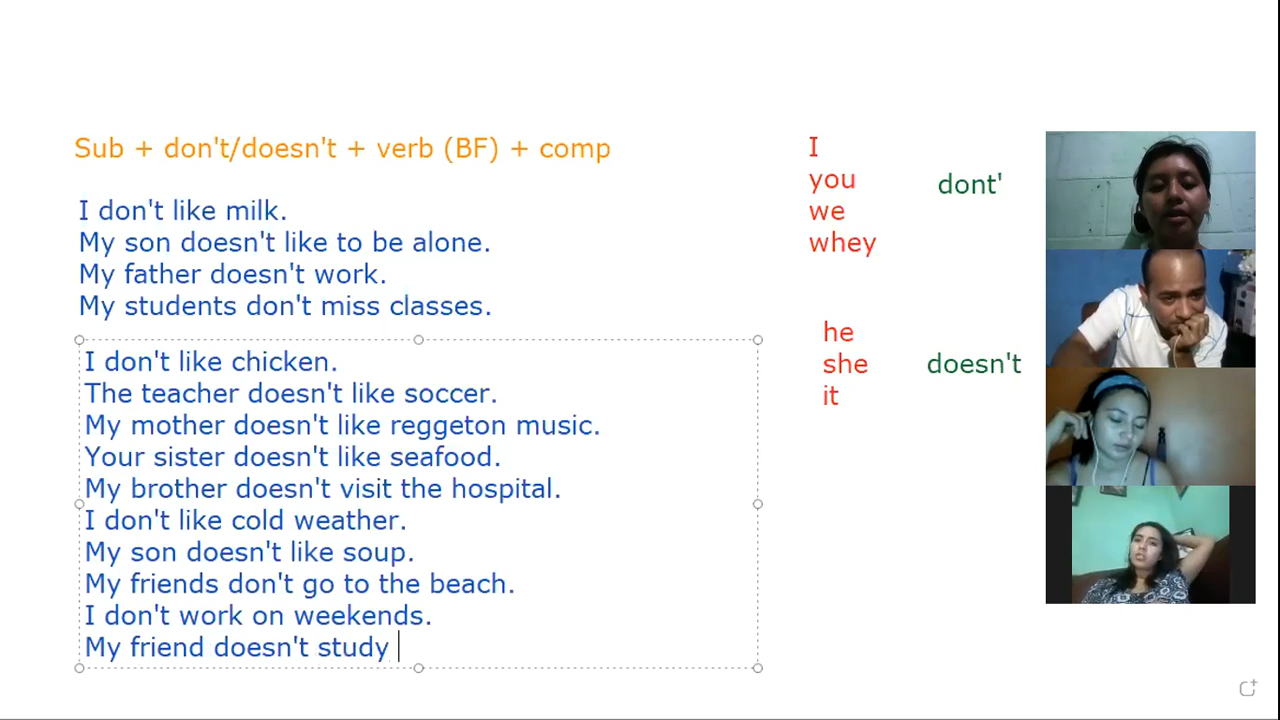 Sub + don't/doesn't + verb (BF) + comp
I don't like milk.
My son doesn't like to be alone.
My father doesn't work.
My students don't miss classes.
I don't like chicken.
The teacher doesn't like soccer.
My mother doesn't like reggeton music.
Your sister doesn't like seafood.
My brother doesn't visit the hospital.
I don't like cold weather.
My son doesn't like soup.
My friends don't go to the beach.
I don't work on weekends.
My friend doesn't study
I
you
we
whey
dont'
he
she
it
doesn't